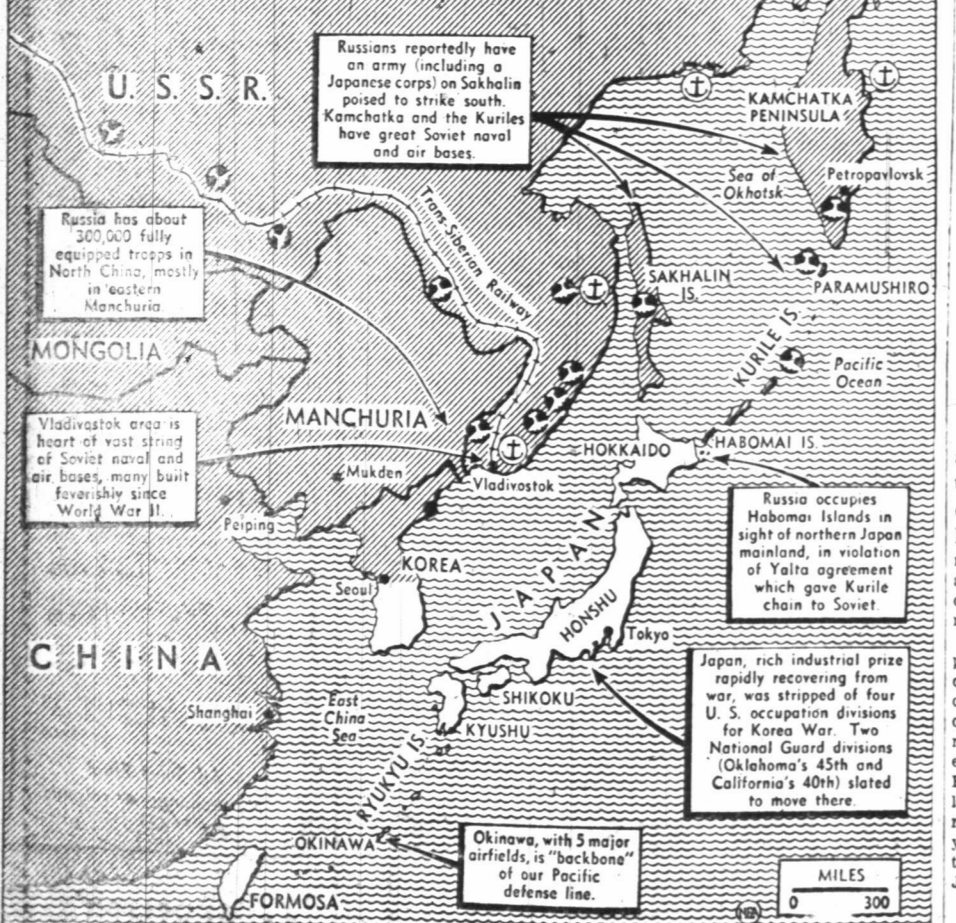 U. S. S. R.
Russians reportedly have
an army (including a
Japanese corps) on Sakhalin
poised to strike south.
Kamchatka and the Kuriles
have great Soviet naval
and air bases.
KAMCHATKA
PENINSULA
Sea of
Okhotsk
Petropavlovsk
Trans-Siberian Railway
Russia has about
300,000 fully
equipped troops in
North China, mostly
in eastern
Manchuria.
SAKHALIN
IS.
PARAMUSHIRO
KURILE IS.
MONGOLIA
Pacific
Ocean
MANCHURIA
Vladivostok area is
heart of vast string
of Soviet naval and
air bases, many built
feverishly since
World War II.
Mukden
Vladivostok
HOKKAIDO
HABOMAI IS.
Russia occupies
Habomai Islands in
sight of northern Japan
mainland, in violation
of Yalta agreement
which gave Kurile
chain to Soviet.
Peiping
KOREA
Seoul
JAPAN
HONSHU
Tokyo
CHINA
Japan, rich industrial prize
rapidly recovering from
war, was stripped of four
U. S. occupation divisions
for Korea War. Two
National Guard divisions
(Oklahoma's 45th and
California's 40th) slated
to move there.
SHIKOKU
KYUSHU
East
China
Sea
Shanghai
RYUKYU IS.
OKINAWA
Okinawa, with 5 major
airfields, is "backbone"
of our Pacific
defense line.
FORMOSA
MILES
0 300